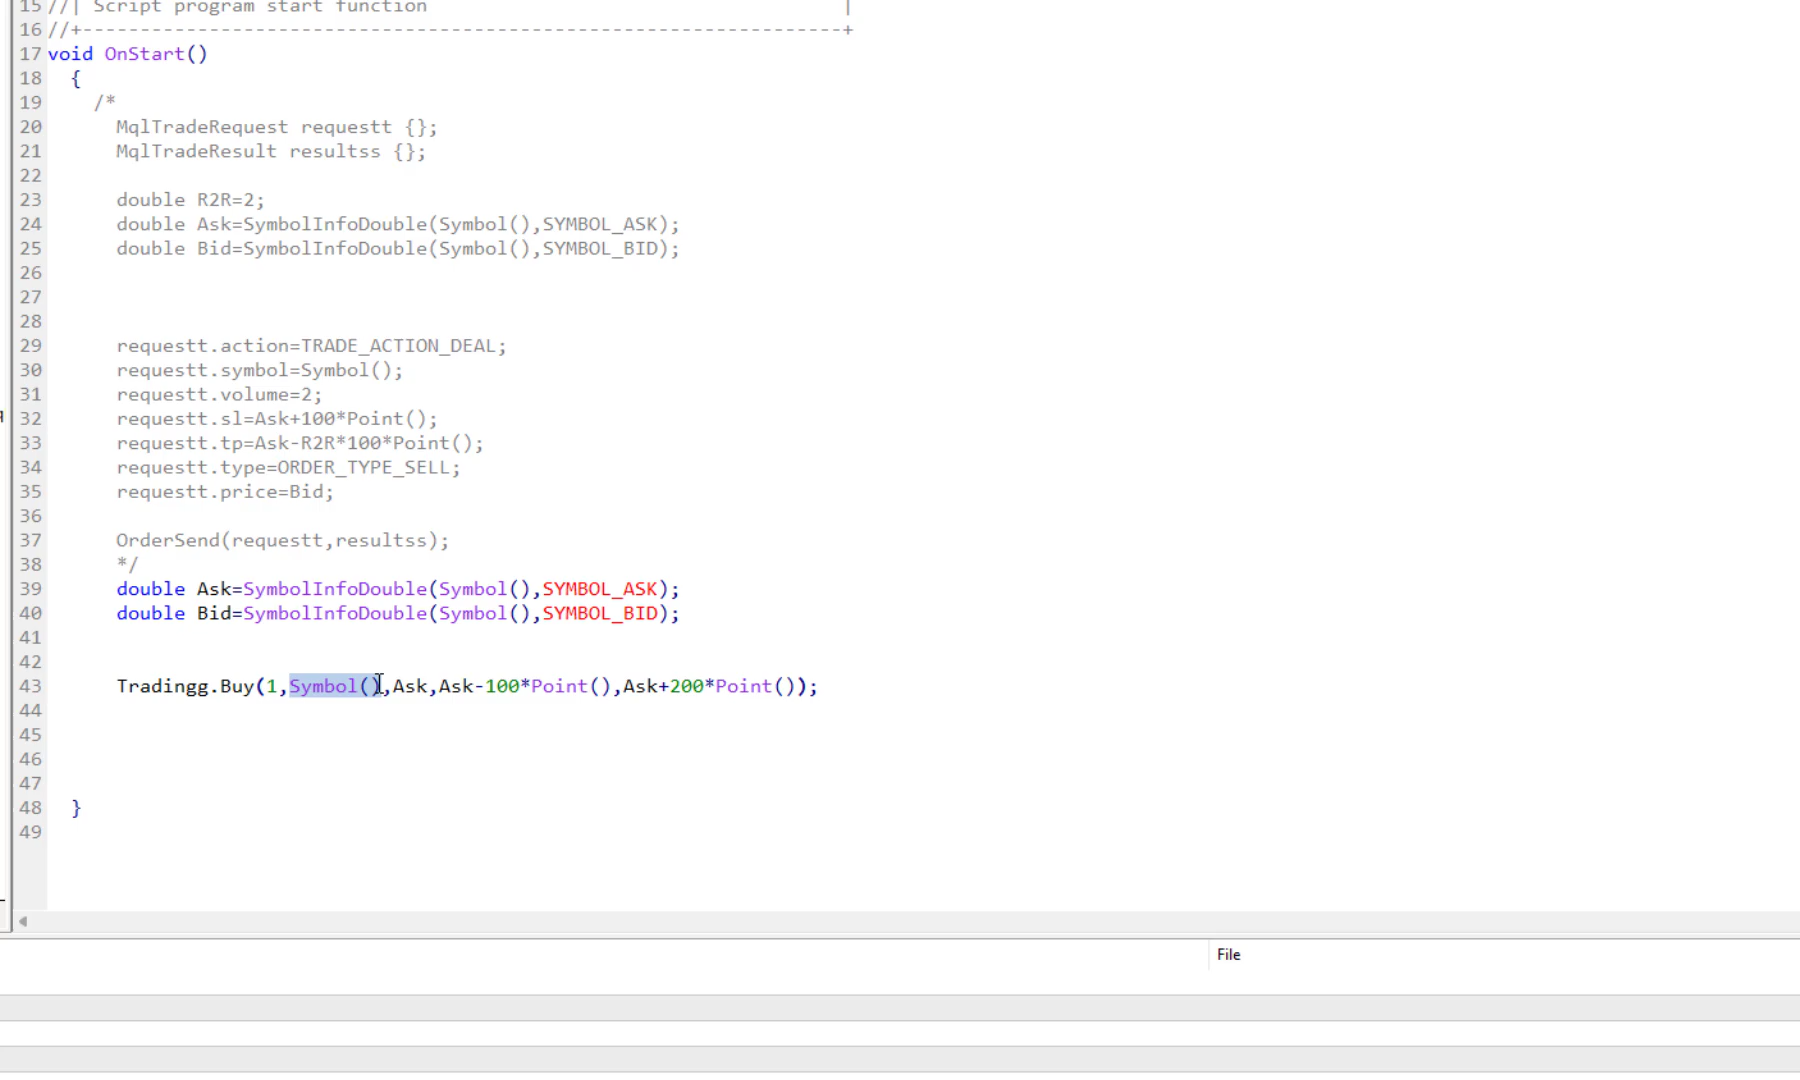 15 //| Script program start function |
16 //+------------------------------------------------------------------+
17 void OnStart()
18 {
19 /*
20 MqlTradeRequest requestt {};
21 MqlTradeResult resultss {};
22
23 double R2R=2;
24 double Ask=SymbolInfoDouble(Symbol(),SYMBOL_ASK);
25 double Bid=SymbolInfoDouble(Symbol(),SYMBOL_BID);
26
27
28
29 requestt.action=TRADE_ACTION_DEAL;
30 requestt.symbol=Symbol();
31 requestt.volume=2;
32 requestt.sl=Ask+100*Point();
33 requestt.tp=Ask-R2R*100*Point();
34 requestt.type=ORDER_TYPE_SELL;
35 requestt.price=Bid;
36
37 OrderSend(requestt,resultss);
38 */
39 double Ask=SymbolInfoDouble(Symbol(),SYMBOL_ASK);
40 double Bid=SymbolInfoDouble(Symbol(),SYMBOL_BID);
41
42
43 Tradingg.Buy(1,Symbol(),Ask,Ask-100*Point(),Ask+200*Point());
44
45
46
47
48 }
49
File